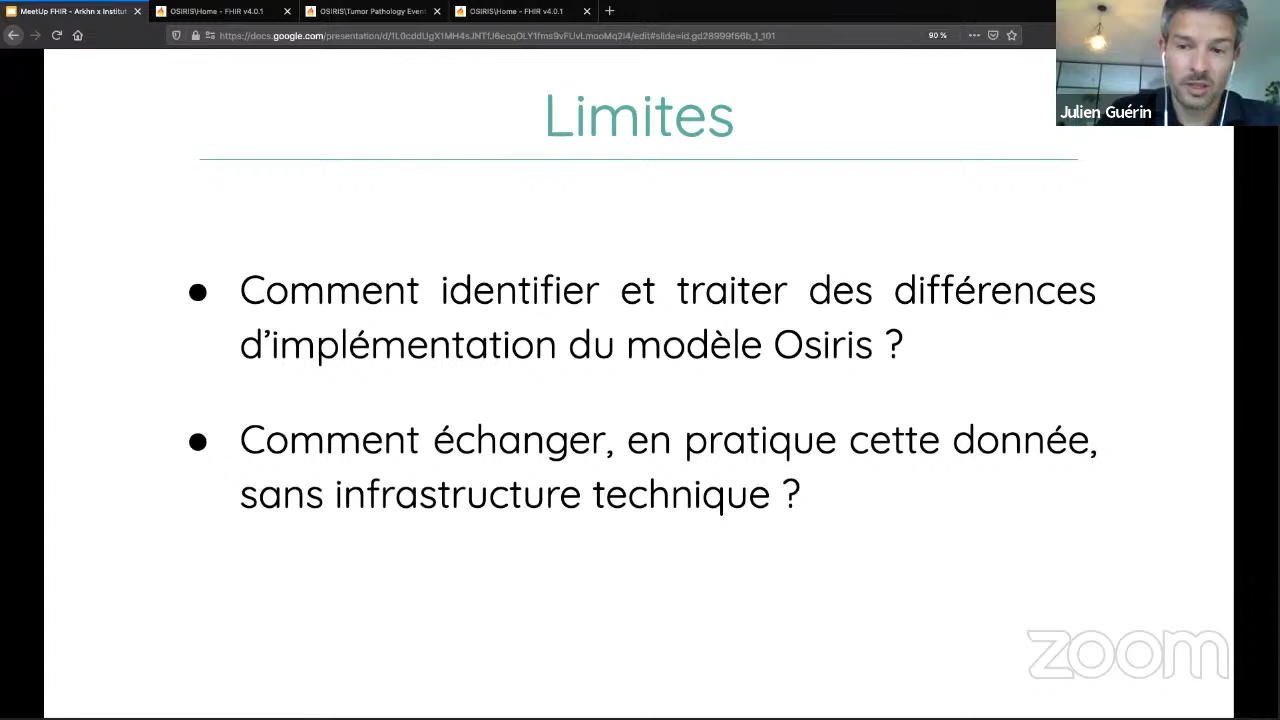 MeetUp FHIR - Arkhn x Institut
OSIRIS\Home - FHIR v4.0.1
OSIRIS\Tumor Pathology Event
OSIRIS\Home - FHIR v4.0.1
90 %
Julien Guérin
Limites
● Comment identifier et traiter des différences
d’implémentation du modèle Osiris ?
● Comment échanger, en pratique cette donnée,
sans infrastructure technique ?
zoom